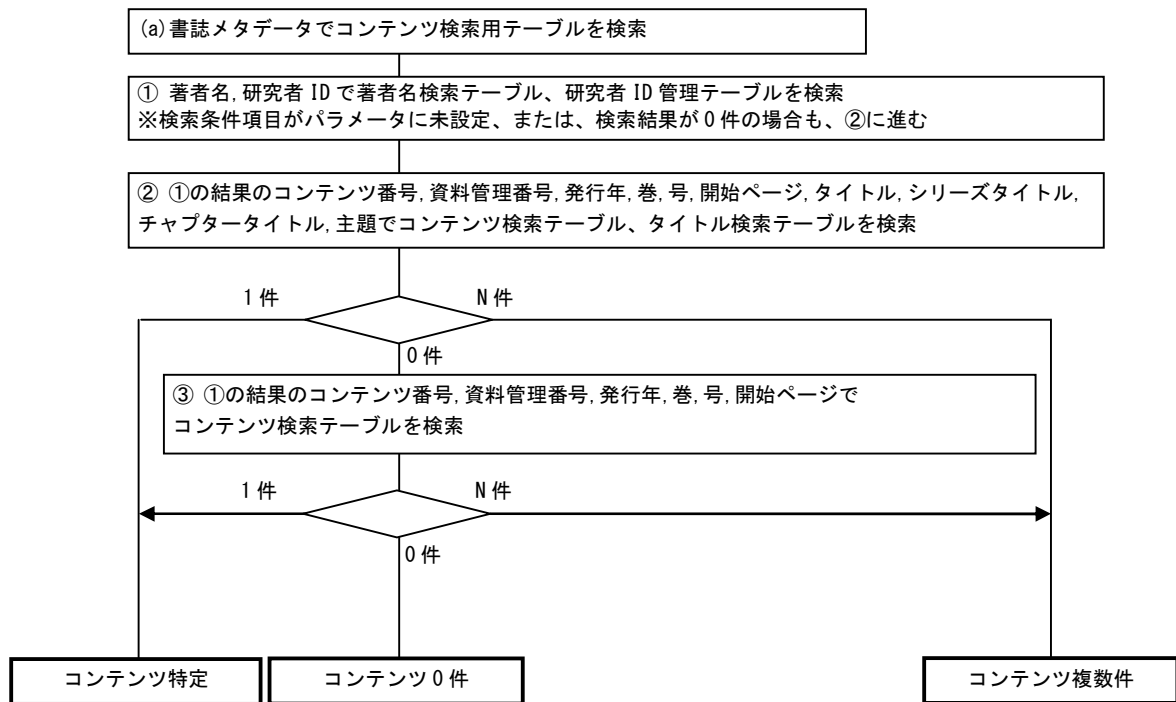 (a)書誌メタデータでコンテンツ検索用テーブルを検索
① 著者名,研究者 ID で著者名検索テーブル、研究者 ID 管理テーブルを検索
※検索条件項目がパラメータに未設定、または、検索結果が 0 件の場合も、②に進む
② ①の結果のコンテンツ番号,資料管理番号,発行年,巻,号,開始ページ,タイトル,シリーズタイトル,
チャプタータイトル,主題でコンテンツ検索テーブル、タイトル検索テーブルを検索
1 件
N 件
0 件
③ ①の結果のコンテンツ番号,資料管理番号,発行年,巻,号,開始ページで
コンテンツ検索テーブルを検索
1 件
N 件
0 件
コンテンツ特定
コンテンツ 0 件
コンテンツ複数件